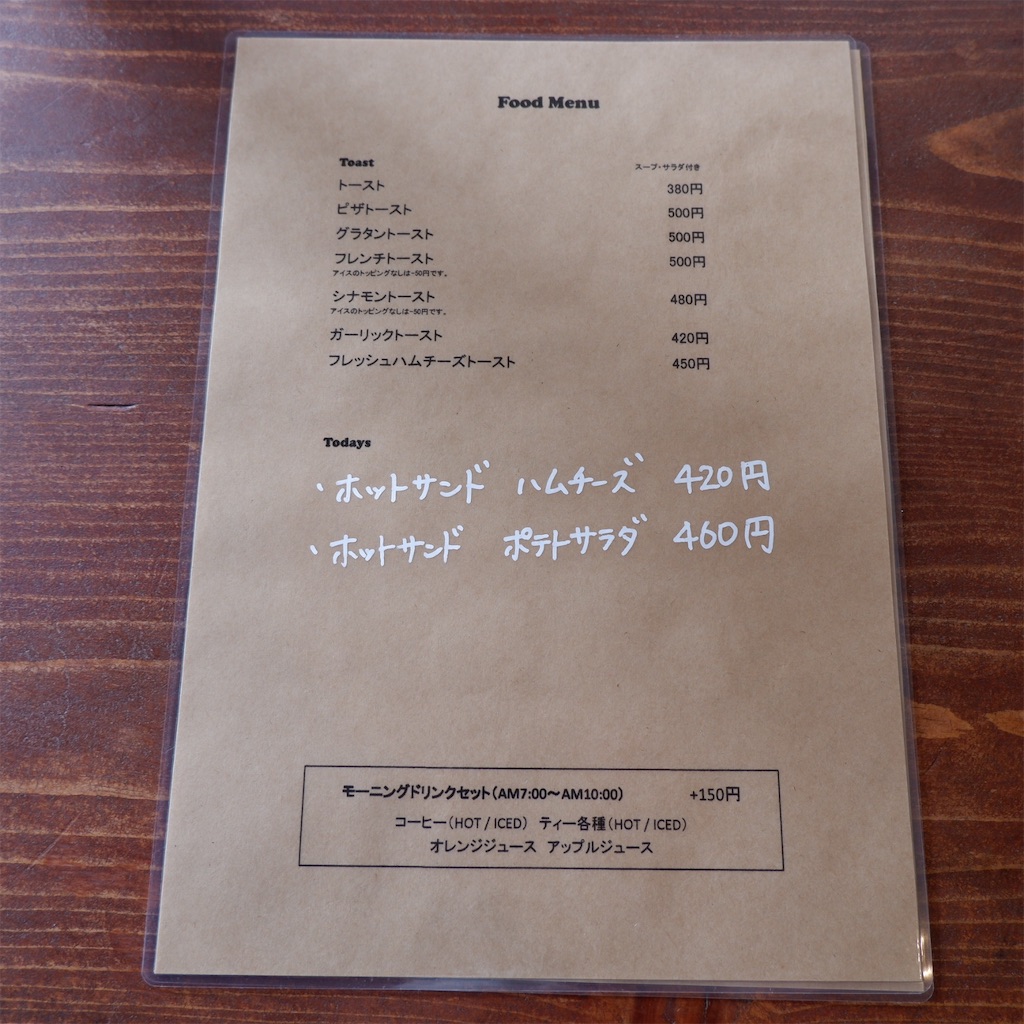 Food Menu
Toast スープ・サラダ付き
トースト 380円
ピザトースト 500円
グラタントースト 500円
フレンチトースト 500円
アイスのトッピングなしは-50円です。
シナモントースト 480円
アイスのトッピングなしは-50円です。
ガーリックトースト 420円
フレッシュハムチーズトースト 450円
Todays
・ホットサンド ハムチーズ 420円
・ホットサンド ポテトサラダ 460円
モーニングドリンクセット(AM7:00～AM10:00) +150円
コーヒー(HOT / ICED) ティー各種(HOT / ICED)
オレンジジュース アップルジュース